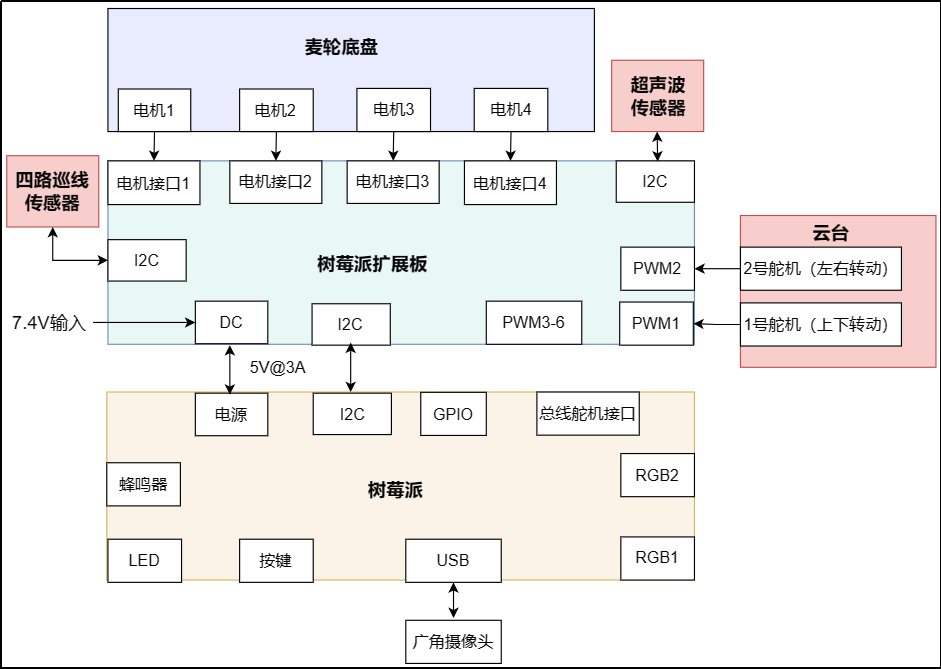 麦轮底盘
电机1
电机2
电机3
电机4
超声波
传感器
四路巡线
传感器
电机接口1
电机接口2
电机接口3
电机接口4
I2C
I2C
树莓派扩展板
云台
PWM2
2号舵机（左右转动）
7.4V输入
DC
I2C
PWM3-6
PWM1
1号舵机（上下转动）
5V@3A
电源
I2C
GPIO
总线舵机接口
蜂鸣器
树莓派
RGB2
LED
按键
USB
RGB1
广角摄像头